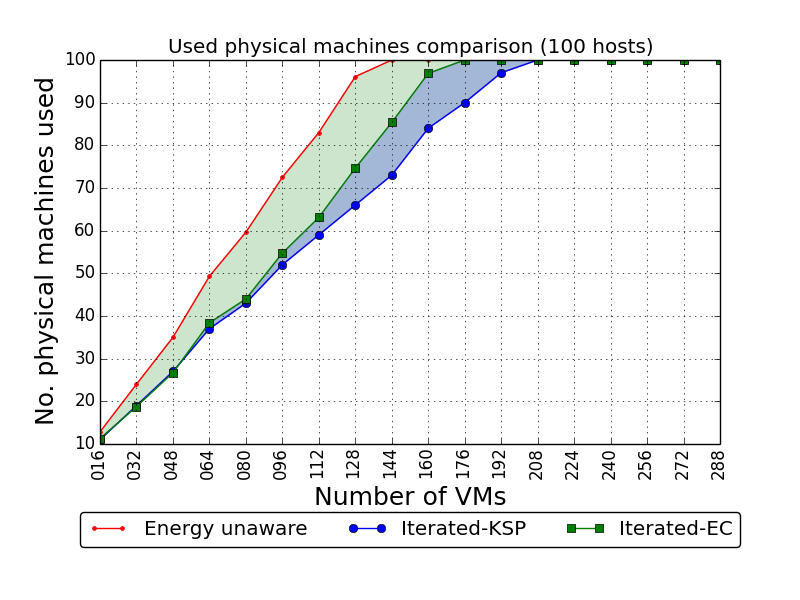 Used physical machines comparison (100 hosts)
No. physical machines used
100
90
80
70
60
50
40
30
20
10
016 032 048 064 080 096 112 128 144 160 176 192 208 224 240 256 272 288
Number of VMs
Energy unaware Iterated-KSP Iterated-EC